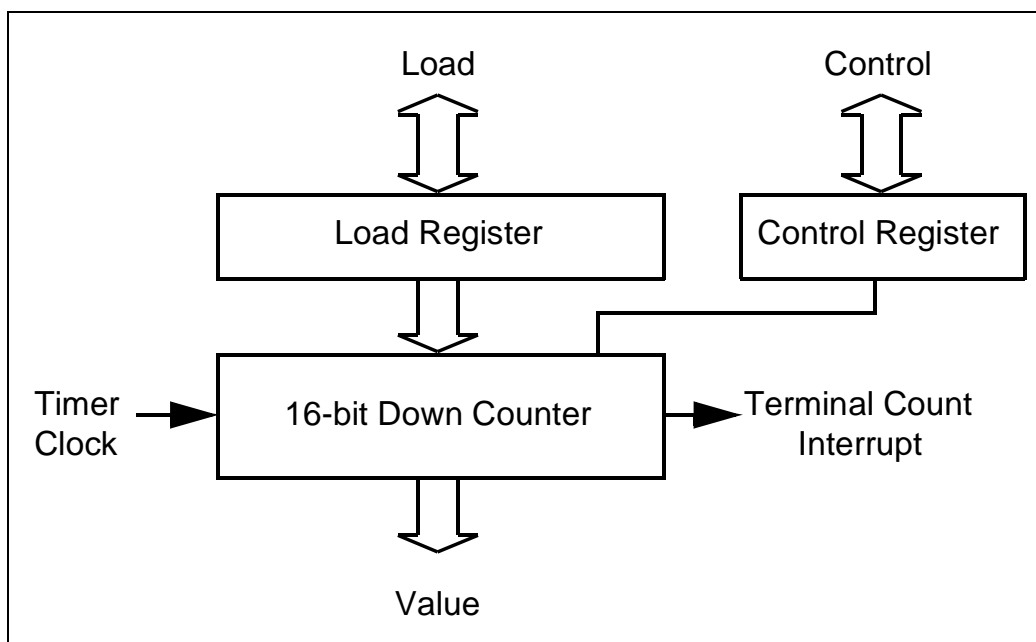 Load
Control
Load Register
Control Register
Timer
Clock
16-bit Down Counter
Terminal Count
Interrupt
Value